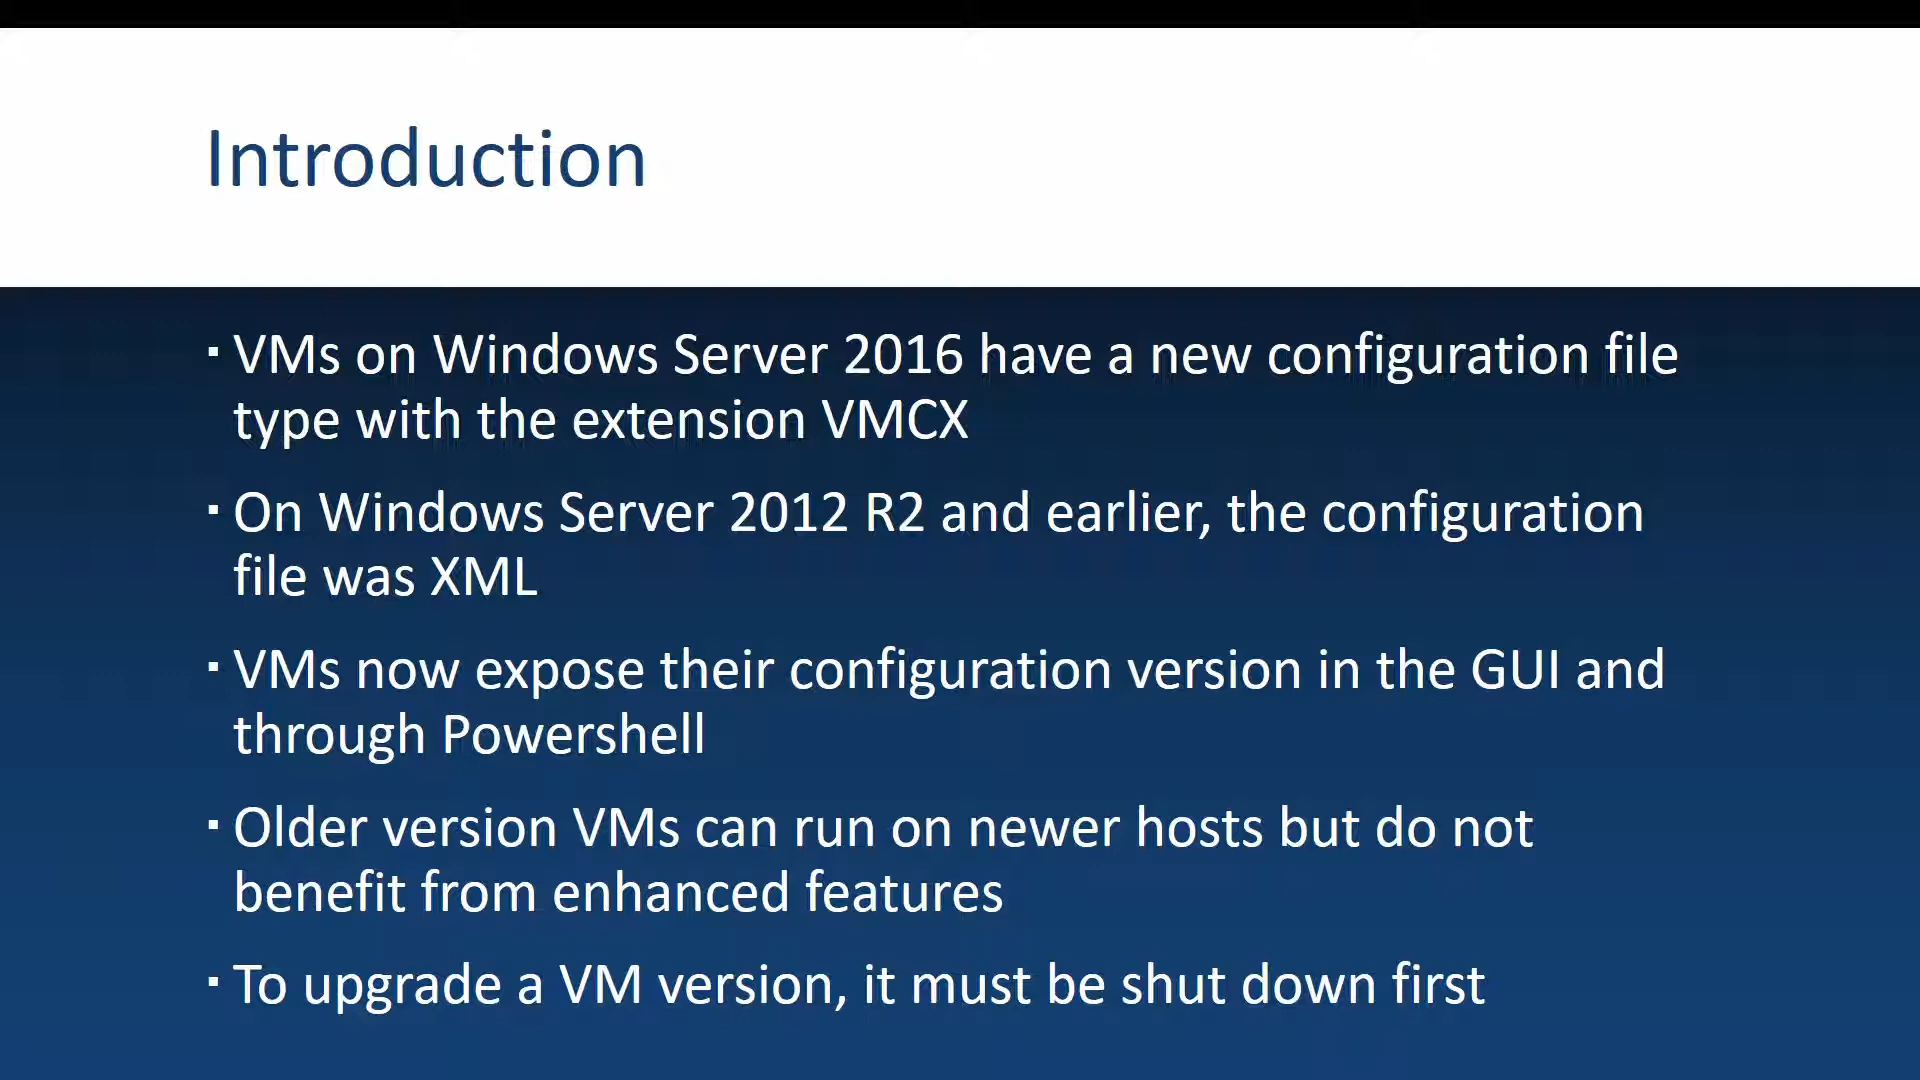 Introduction
▪ VMs on Windows Server 2016 have a new configuration file
type with the extension VMCX
▪ On Windows Server 2012 R2 and earlier, the configuration
file was XML
▪ VMs now expose their configuration version in the GUI and
through Powershell
▪ Older version VMs can run on newer hosts but do not
benefit from enhanced features
▪ To upgrade a VM version, it must be shut down first